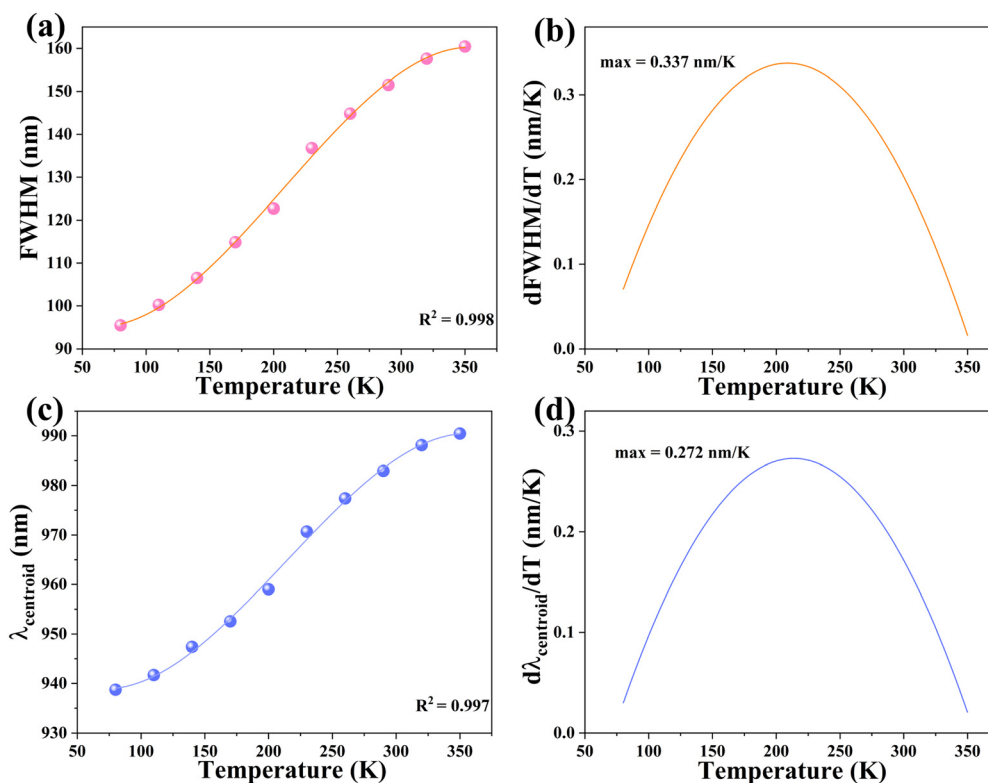 (a)
160
150
140
130
120
110
100
90
FWHM (nm)
R² = 0.998
50 100 150 200 250 300 350
Temperature (K)
(b)
max = 0.337 nm/K
0.3
0.2
0.1
0.0
dFWHM/dT (nm/K)
50 100 150 200 250 300 350
Temperature (K)
(c)
990
980
970
960
950
940
930
λcentroid (nm)
R² = 0.997
50 100 150 200 250 300 350
Temperature (K)
(d)
max = 0.272 nm/K
0.3
0.2
0.1
0.0
dλcentroid/dT (nm/K)
50 100 150 200 250 300 350
Temperature (K)